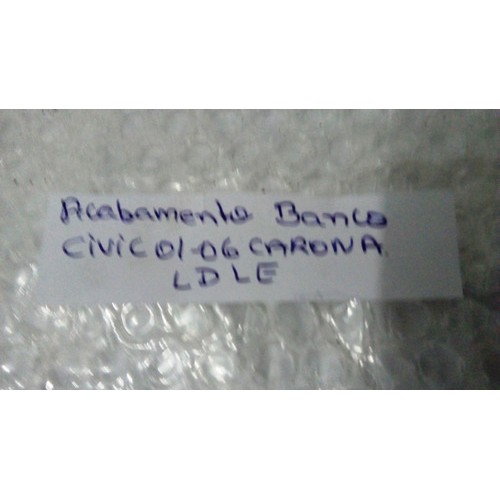 Acabamento Banco
CIVIC 01-06 CARONA
LD LE